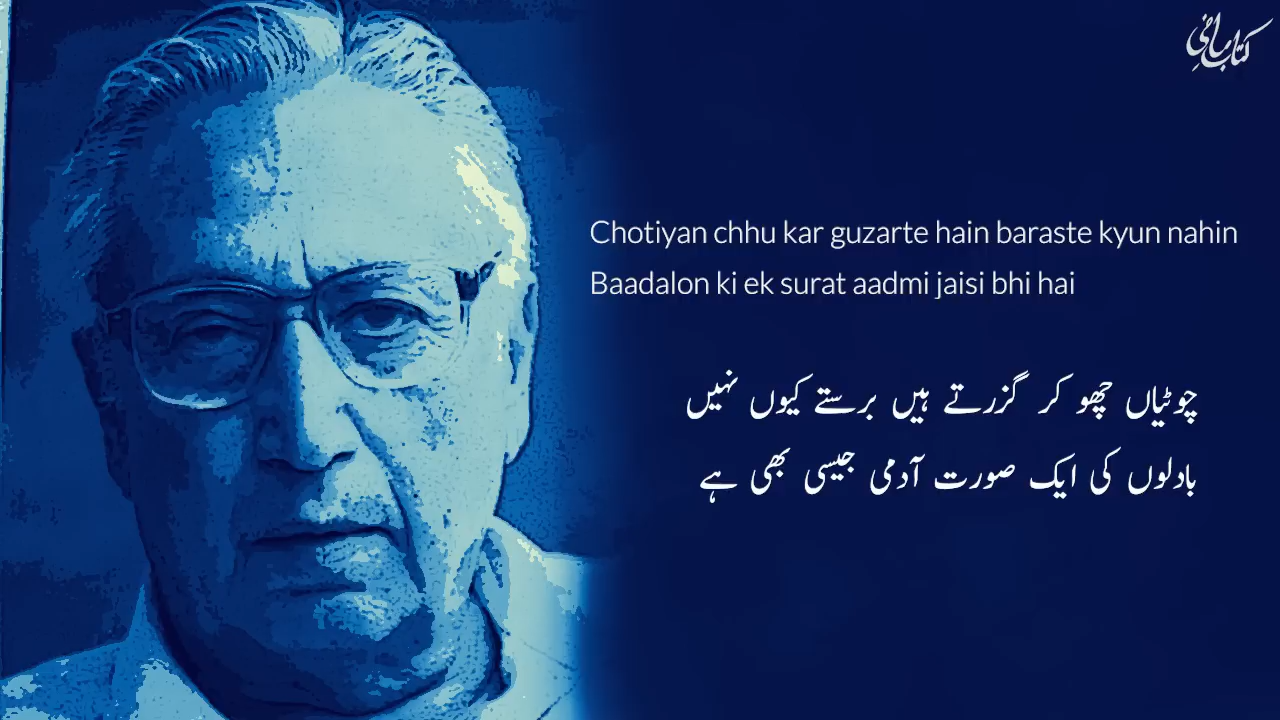 کتاب ماضی
Chotiyan chhu kar guzarte hain baraste kyun nahin
Baadalon ki ek surat aadmi jaisi bhi hai
چوٹیاں چھو کر گزرتے ہیں برستے کیوں نہیں
بادلوں کی ایک صورت آدمی جیسی بھی ہے